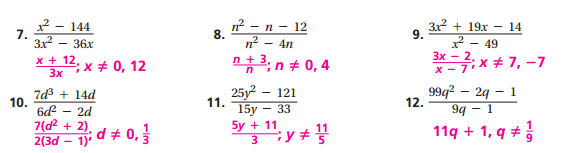 7. x² − 144 / 3x² − 36x
x + 12 / 3x ; x ≠ 0, 12
8. n² − n − 12 / n² − 4n
n + 3 / n ; n ≠ 0, 4
9. 3x² + 19x − 14 / x² − 49
3x − 2 / x − 7 ; x ≠ 7, −7
10. 7d³ + 14d / 6d² − 2d
7(d² + 2) / 2(3d − 1) ; d ≠ 0, 1/3
11. 25y² − 121 / 15y − 33
5y + 11 / 3 ; y ≠ 11/5
12. 99q² − 2q − 1 / 9q − 1
11q + 1, q ≠ 1/9